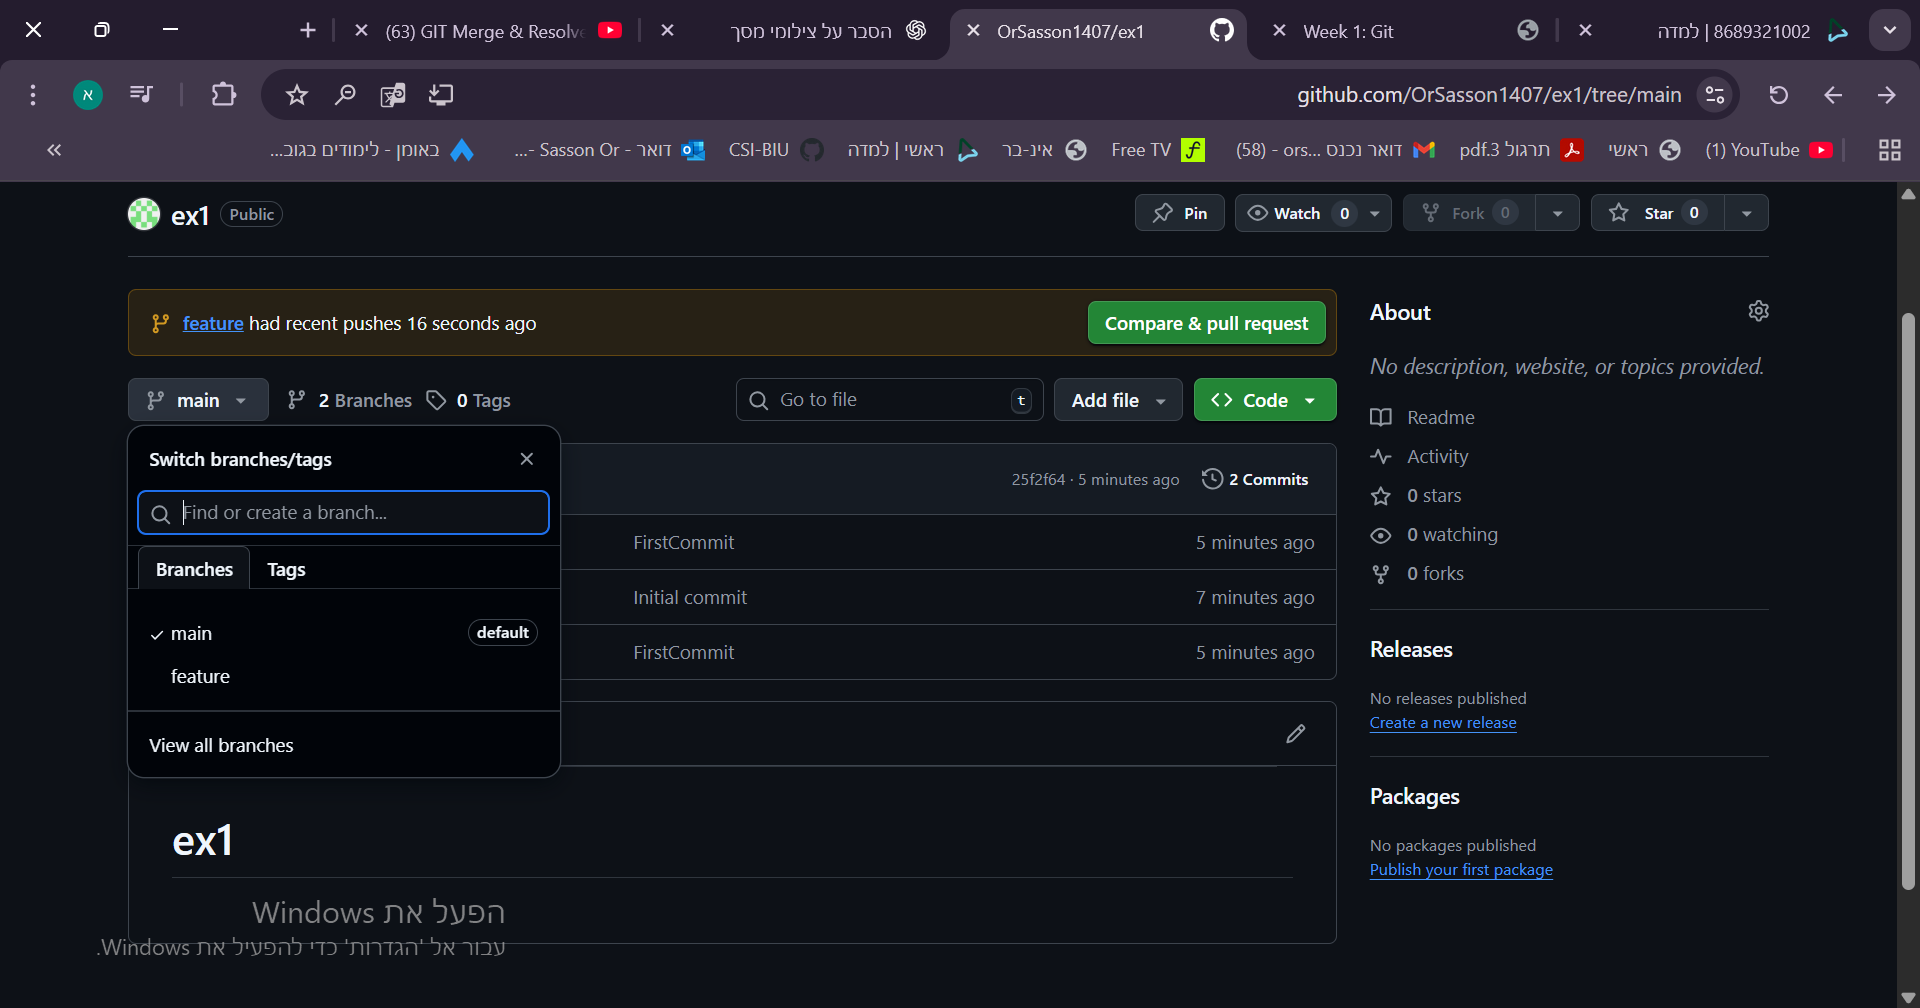 (63) GIT Merge & Resolve
הסבר על צילומי מסך
OrSasson1407/ex1
Week 1: Git
8689321002 | למדה
א
github.com/OrSasson1407/ex1/tree/main
באומן - לימודים בגוב...
דואר - Sasson Or -...
CSI-BIU
ראשי | למדה
אינ-בר
Free TV
דואר נכנס (58) - ors...
תרגול 3.pdf
ראשי
(1) YouTube
ex1 Public
Pin
Watch 0
Fork 0
Star 0
feature had recent pushes 16 seconds ago
Compare & pull request
main
2 Branches
0 Tags
Go to file t
Add file
Code
Switch branches/tags
Find or create a branch...
Branches
Tags
main default
feature
View all branches
25f2f64 · 5 minutes ago
2 Commits
FirstCommit 5 minutes ago
Initial commit 7 minutes ago
FirstCommit 5 minutes ago
ex1
About
No description, website, or topics provided.
Readme
Activity
0 stars
0 watching
0 forks
Releases
No releases published
Create a new release
Packages
No packages published
Publish your first package
הפעל את Windows
עבור אל 'הגדרות' כדי להפעיל את Windows.